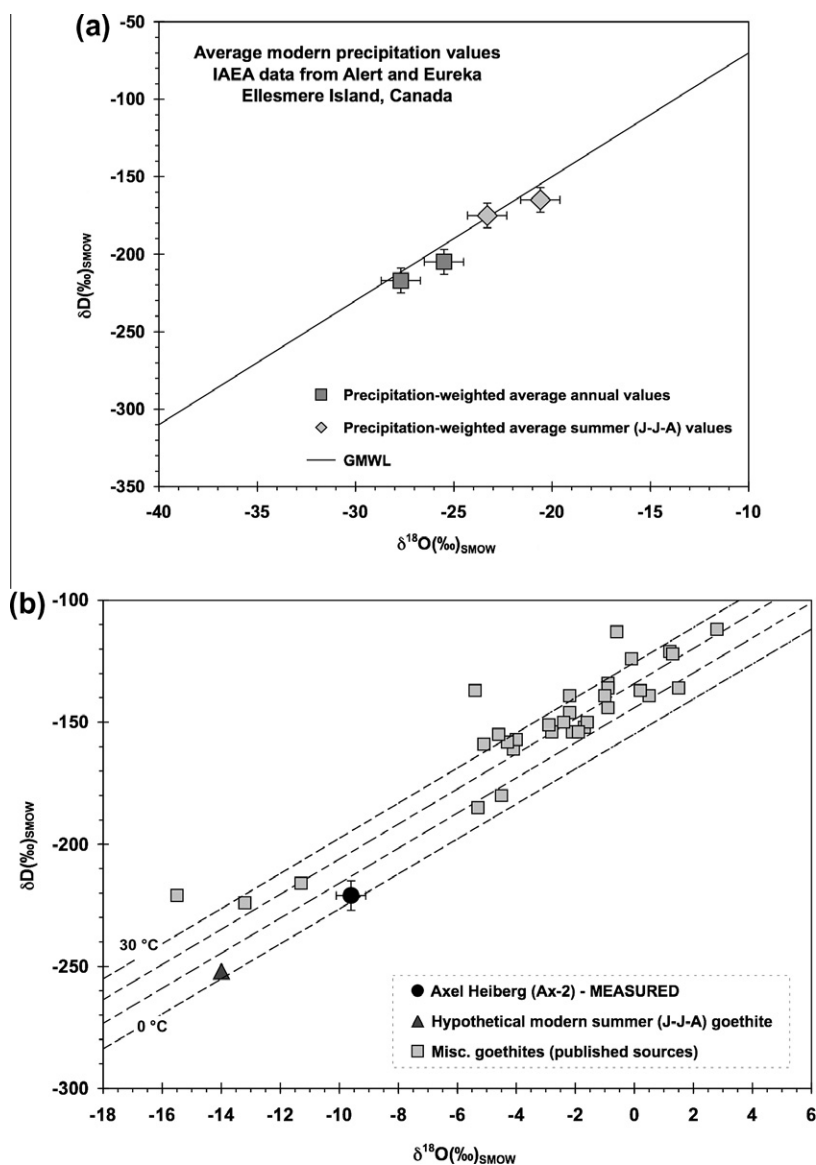 (a)
-50
Average modern precipitation values
IAEA data from Alert and Eureka
Ellesmere Island, Canada
-100
-150
δD(‰)SMOW
-200
-250
-300
-350
Precipitation-weighted average annual values
Precipitation-weighted average summer (J-J-A) values
GMWL
-40 -35 -30 -25 -20 -15 -10
δ¹⁸O(‰)SMOW
(b)
-100
-150
δD(‰)SMOW
-200
-250
-300
30 °C
0 °C
Axel Heiberg (Ax-2) - MEASURED
Hypothetical modern summer (J-J-A) goethite
Misc. goethites (published sources)
-18 -16 -14 -12 -10 -8 -6 -4 -2 0 2 4 6
δ¹⁸O(‰)SMOW